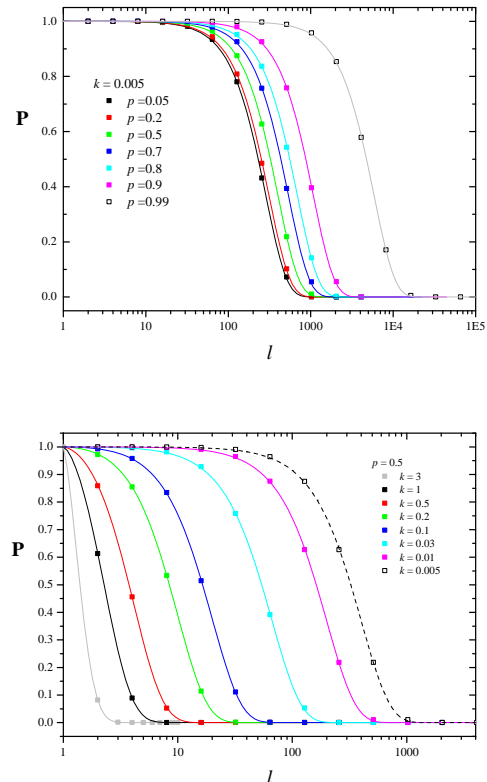 1.0
0.8
0.6
0.4
0.2
0.0
P
k = 0.005
p =0.05
p =0.2
p =0.5
p =0.7
p =0.8
p =0.9
p =0.99
1 10 100 1000 1E4 1E5
l
1.0
0.9
0.8
0.7
0.6
0.5
0.4
0.3
0.2
0.1
0.0
P
p = 0.5
k = 3
k = 1
k = 0.5
k = 0.2
k = 0.1
k = 0.03
k = 0.01
k = 0.005
1 10 100 1000
l